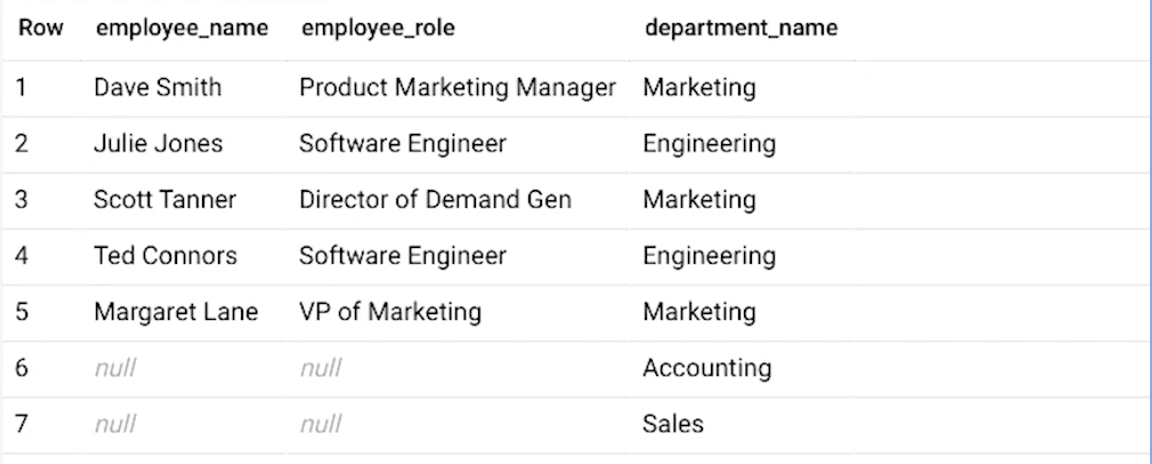 Row employee_name employee_role department_name
1 Dave Smith Product Marketing Manager Marketing
2 Julie Jones Software Engineer Engineering
3 Scott Tanner Director of Demand Gen Marketing
4 Ted Connors Software Engineer Engineering
5 Margaret Lane VP of Marketing Marketing
6 null null Accounting
7 null null Sales